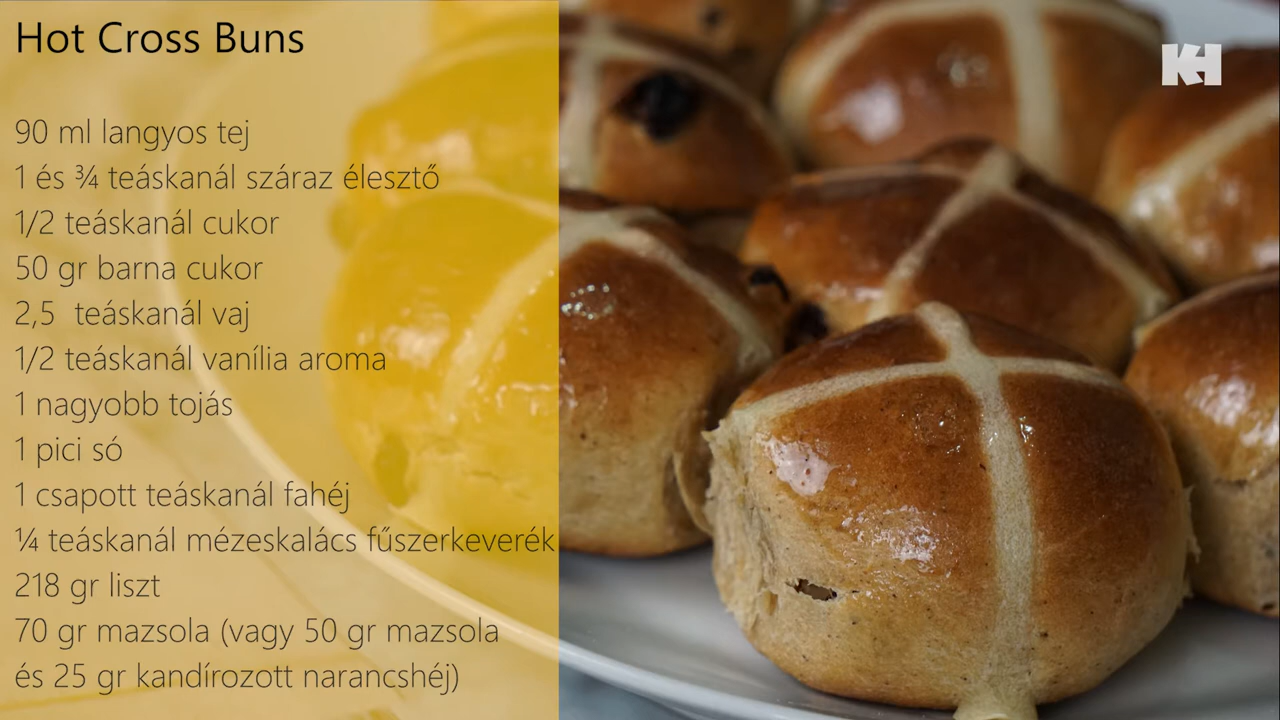 Hot Cross Buns
KH
90 ml langyos tej
1 és ¾ teáskanál száraz élesztő
1/2 teáskanál cukor
50 gr barna cukor
2,5  teáskanál vaj
1/2 teáskanál vanília aroma
1 nagyobb tojás
1 pici só
1 csapott teáskanál fahéj
¼ teáskanál mézeskalács fűszerkeverék
218 gr liszt
70 gr mazsola (vagy 50 gr mazsola
és 25 gr kandírozott narancshéj)